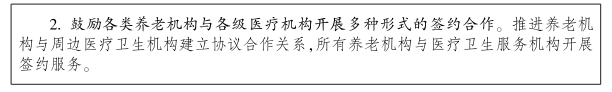 2. 鼓励各类养老机构与各级医疗机构开展多种形式的签约合作。推进养老机
构与周边医疗卫生机构建立协议合作关系,所有养老机构与医疗卫生服务机构开展
签约服务。